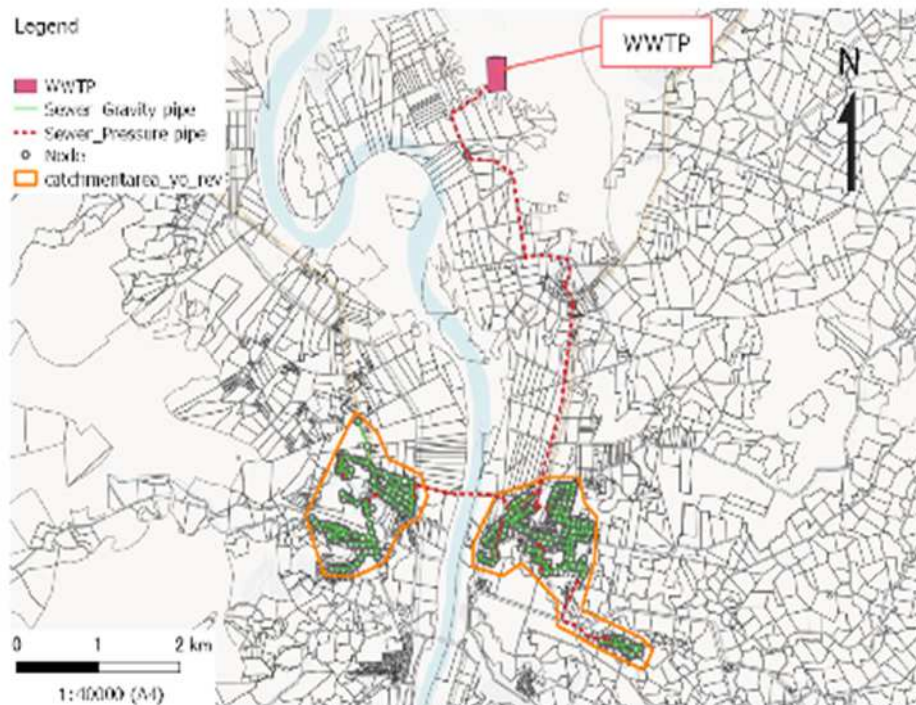 Legend
WWTP
Sewer_Gravity pipe
Sewer_Pressure pipe
Node
catchmentarea_yo_rev
WWTP
N
0 1 2 km
1:40000 (A4)